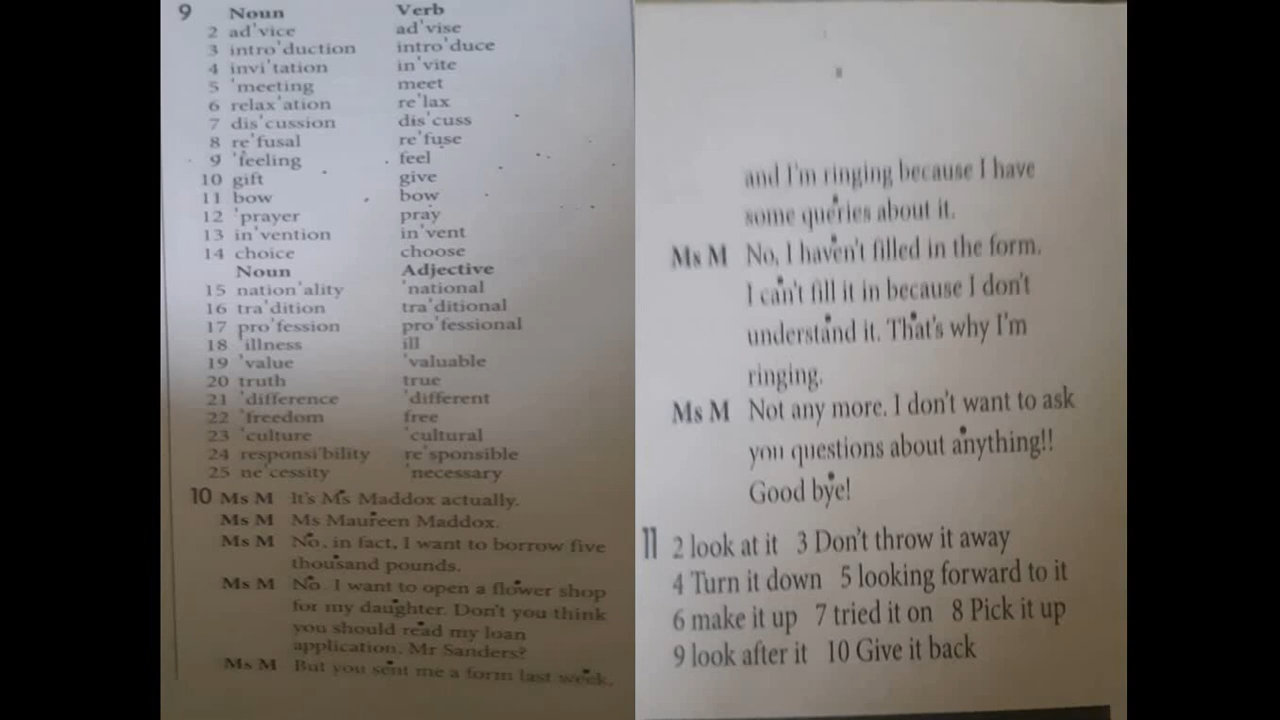 9 Noun Verb
2 ad'vice ad'vise
3 intro'duction intro'duce
4 invi'tation in'vite
5 'meeting meet
6 relax'ation re'lax
7 dis'cussion dis'cuss
8 re'fusal re'fuse
9 'feeling feel
10 gift give
11 bow bow
12 'prayer pray
13 in'vention in'vent
14 choice choose
Noun Adjective
15 nation'ality 'national
16 tra'dition tra'ditional
17 pro'fession pro'fessional
18 'illness ill
19 'value 'valuable
20 truth true
21 'difference 'different
22 'freedom free
23 'culture 'cultural
24 responsi'bility re'sponsible
25 ne'cessity 'necessary
10 Ms M It's Ms Maddox actually.
Ms M Ms Maureen Maddox.
Ms M No, in fact, I want to borrow five
thousand pounds.
Ms M No. I want to open a flower shop
for my daughter. Don't you think
you should read my loan
application, Mr Sanders?
Ms M But you sent me a form last week,
and I'm ringing because I have
some queries about it.
Ms M No, I haven't filled in the form.
I can't fill it in because I don't
understand it. That's why I'm
ringing.
Ms M Not any more. I don't want to ask
you questions about anything!!
Good bye!
11 2 look at it 3 Don't throw it away
4 Turn it down 5 looking forward to it
6 make it up 7 tried it on 8 Pick it up
9 look after it 10 Give it back